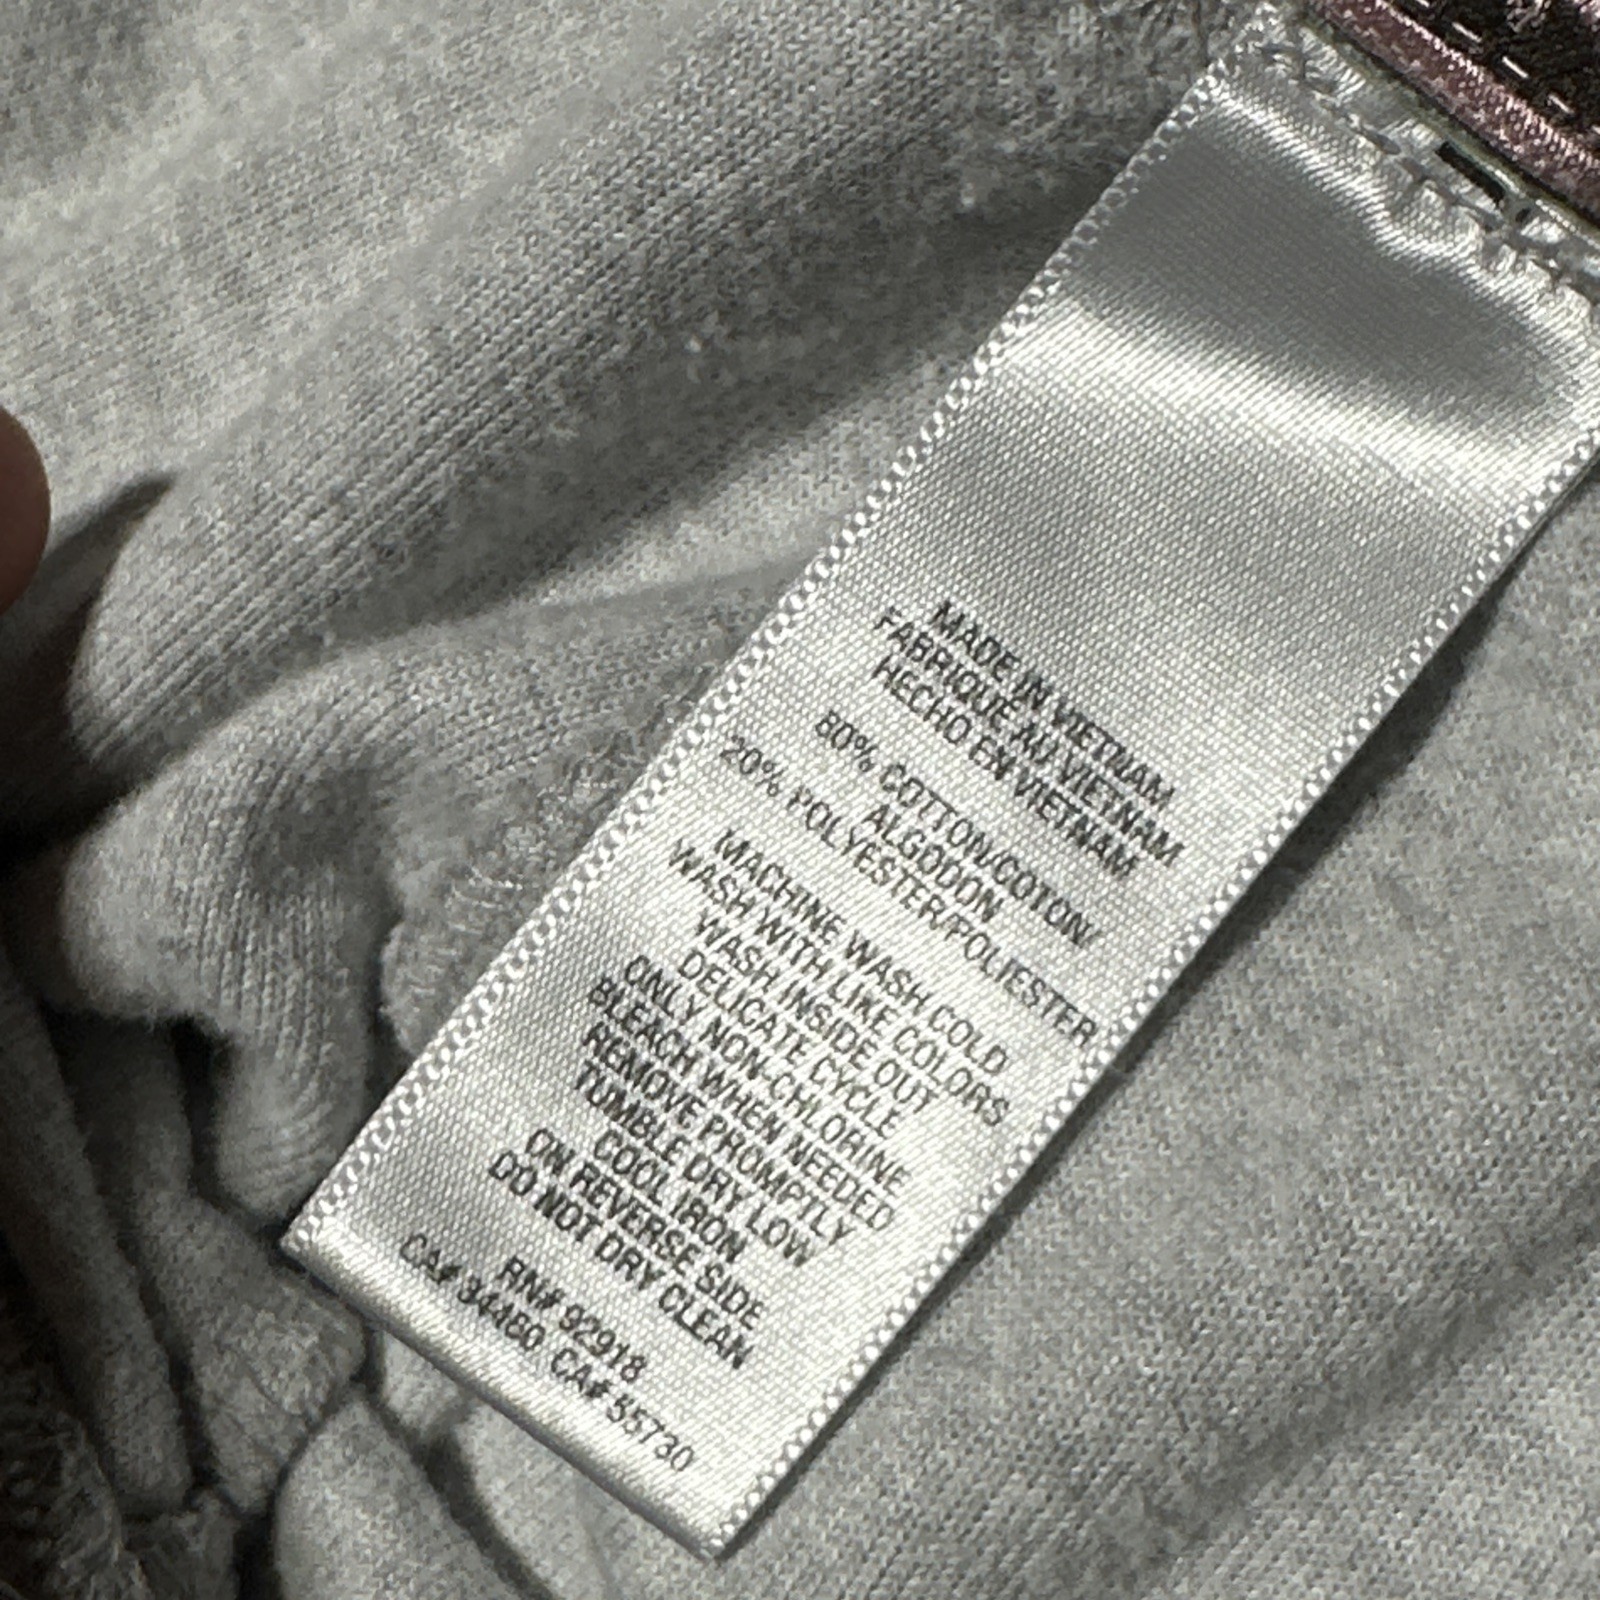 MADE IN VIETNAM
FABRIQUE AU VIETNAM
HECHO EN VIETNAM
80% COTTON/COTON/
ALGODON
20% POLYESTER/POLIESTER
MACHINE WASH COLD
WASH WITH LIKE COLORS
WASH INSIDE OUT
DELICATE CYCLE
ONLY NON-CHLORINE
BLEACH WHEN NEEDED
REMOVE PROMPTLY
TUMBLE DRY LOW
COOL IRON
ON REVERSE SIDE
DO NOT DRY CLEAN
RN# 92918
CA# 34460 CA# 55730